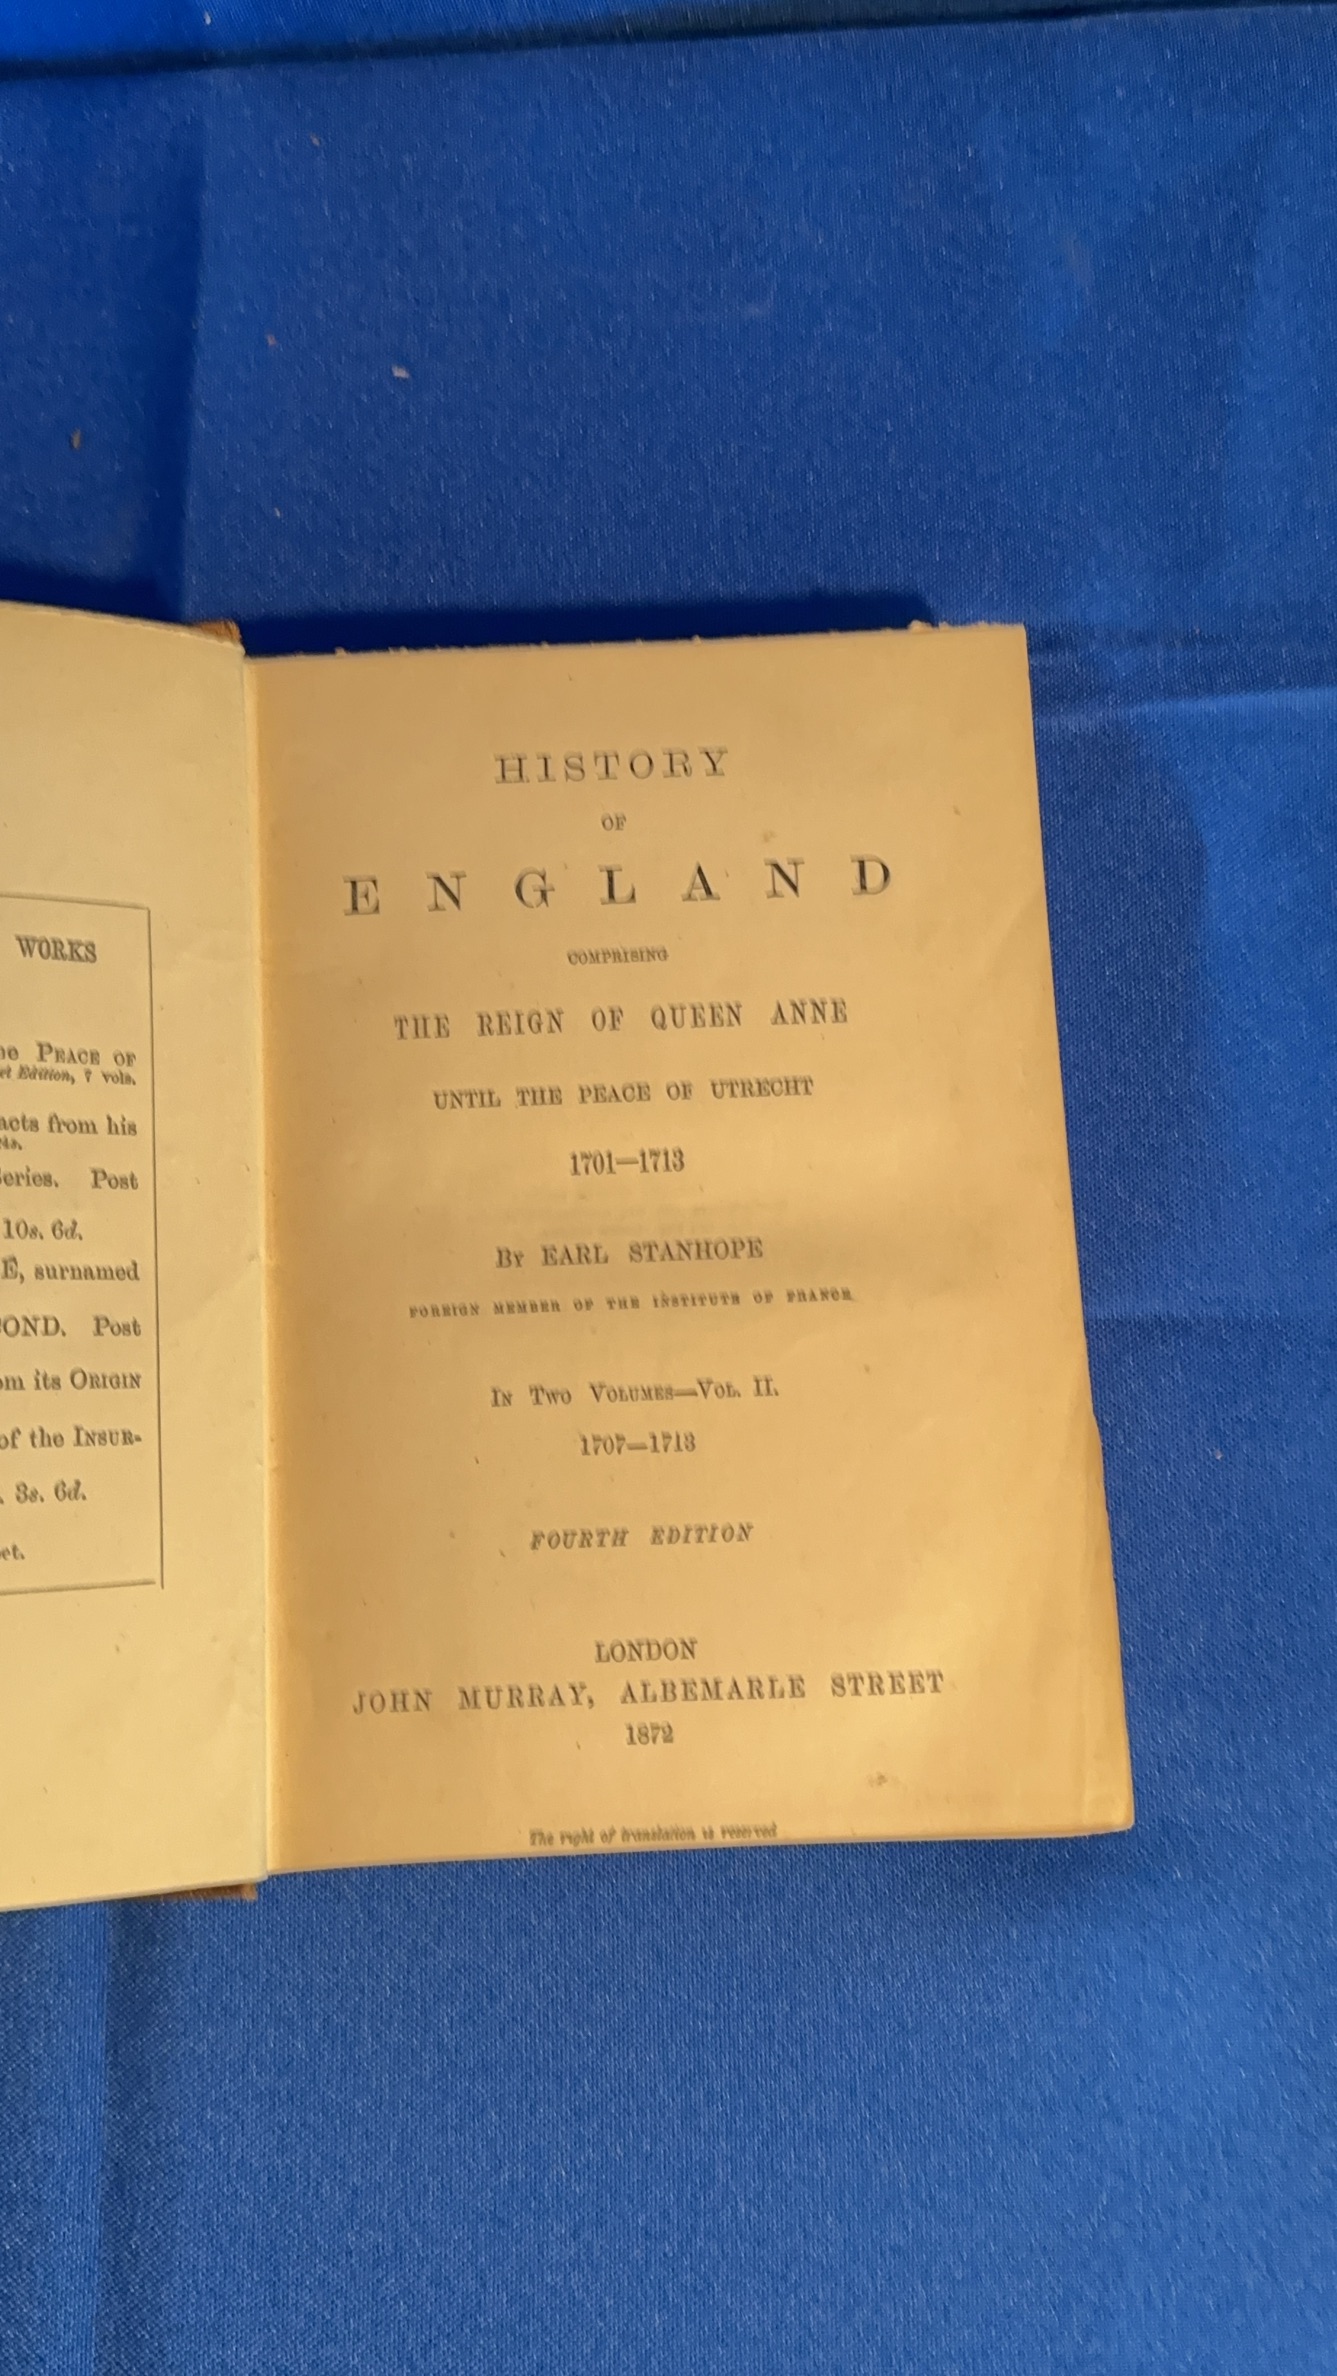 WORKS
PEACE OF
Edition, 7 vols.
acts from his
4s.
eries. Post
10s. 6d.
E, surnamed
OND. Post
om its ORIGIN
of the INSUR-
3s. 6d.
et.
HISTORY
OF
ENGLAND
COMPRISING
THE REIGN OF QUEEN ANNE
UNTIL THE PEACE OF UTRECHT
1701—1713
By EARL STANHOPE
FOREIGN MEMBER OF THE INSTITUTE OF FRANCE
IN TWO VOLUMES—VOL. II.
1707—1713
FOURTH EDITION
LONDON
JOHN MURRAY, ALBEMARLE STREET
1872
The right of translation is reserved